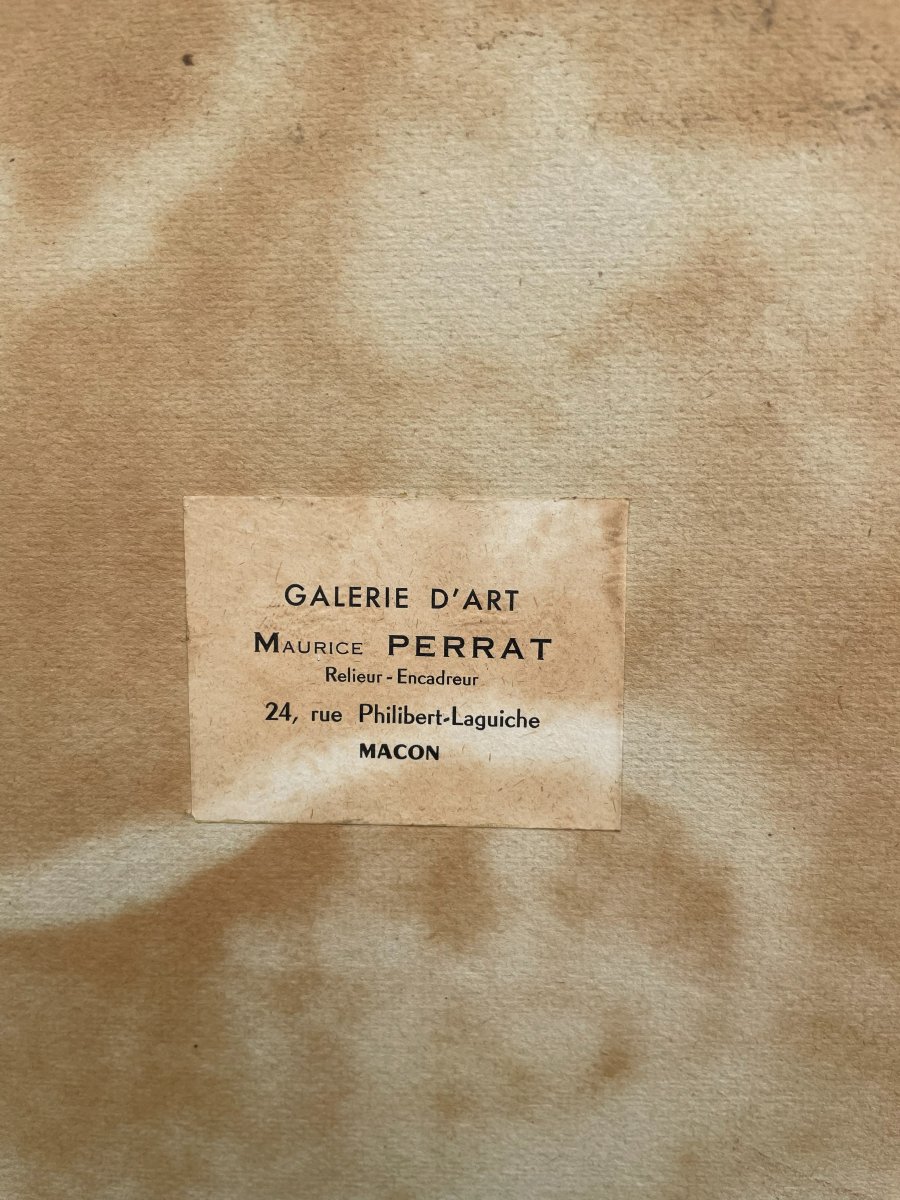 GALERIE D'ART
MAURICE PERRAT
Relieur - Encadreur
24, rue Philibert-Laguiche
MACON